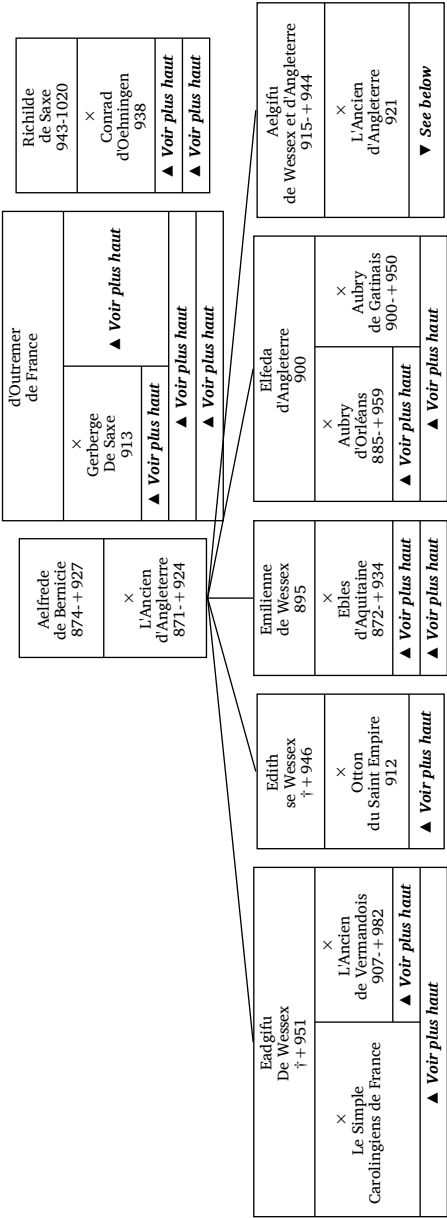 d'Outremer
de France
×
Gerberge
De Saxe
913
▲ Voir plus haut
▲ Voir plus haut
▲ Voir plus haut
▲ Voir plus haut
Richilde
de Saxe
943-1020
×
Conrad
d'Oehningen
938
▲ Voir plus haut
▲ Voir plus haut
Aelfrede
de Bernicie
874-+927
×
L'Ancien
d'Angleterre
871-+924
Eadgifu
De Wessex
†+951
×
Le Simple
Carolingiens de France
×
L'Ancien
de Vermandois
907-+982
▲ Voir plus haut
▲ Voir plus haut
Edith
se Wessex
†+946
×
Otton
du Saint Empire
912
▲ Voir plus haut
Emilienne
de Wessex
895
×
Ebles
d'Aquitaine
872-+934
▲ Voir plus haut
▲ Voir plus haut
Elfeda
d'Angleterre
900
×
Aubry
d'Orléans
885-+959
▲ Voir plus haut
×
Aubry
de Gatinais
900-+950
▲ Voir plus haut
Aelgifu
de Wessex et d'Angleterre
915-+944
×
L'Ancien
d'Angleterre
921
▼ See below